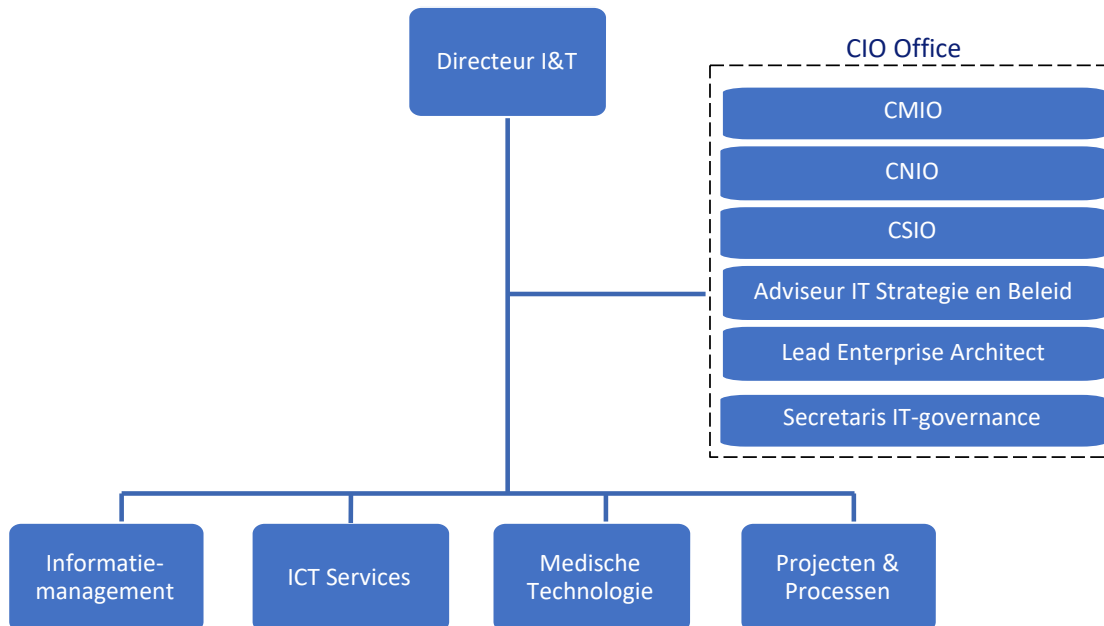 Directeur I&T
CIO Office
CMIO
CNIO
CSIO
Adviseur IT Strategie en Beleid
Lead Enterprise Architect
Secretaris IT-governance
Informatie-
management
ICT Services
Medische
Technologie
Projecten &
Processen